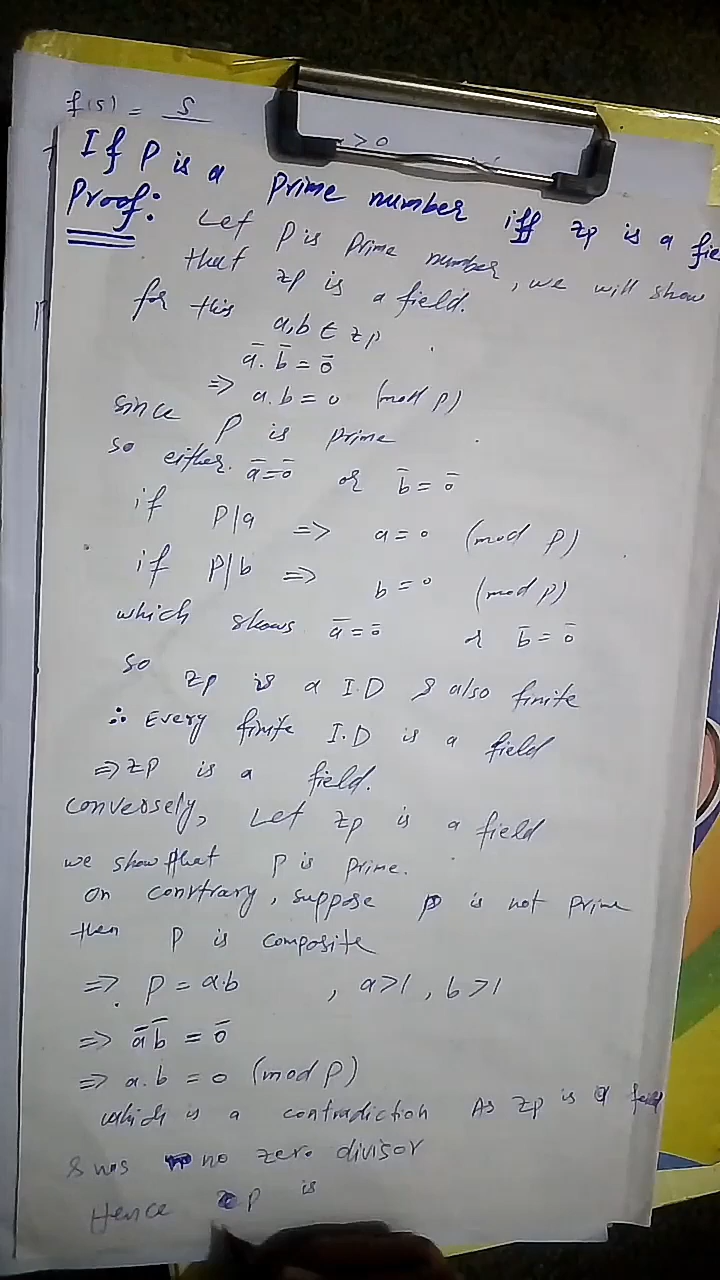 f(s) = s
> 0
If P is a Prime number iff Zp is a fie
Proof: Let P is Prime number, we will show
that Zp is a field.
for this a,b ∈ Zp
ā. b̄ = ō
=> a.b = 0 (mod p)
since P is prime
so either. ā=ō or b̄ = ō
if P|a => a = 0 (mod P)
if P|b => b = 0 (mod P)
which shows ā = ō or b̄ = ō
so Zp is a I.D & also finite
∴ Every finite I.D is a field
=> ZP is a field.
conversely, Let Zp is a field
we show that P is Prime.
on conrtrary, suppose P is not Prime
then P is composite
=> P = a.b , a>1, b>1
=> ā b̄ = ō
=> a. b = 0 (mod P)
which is a contradiction As Zp is a
& no zero divisor
Hence P is